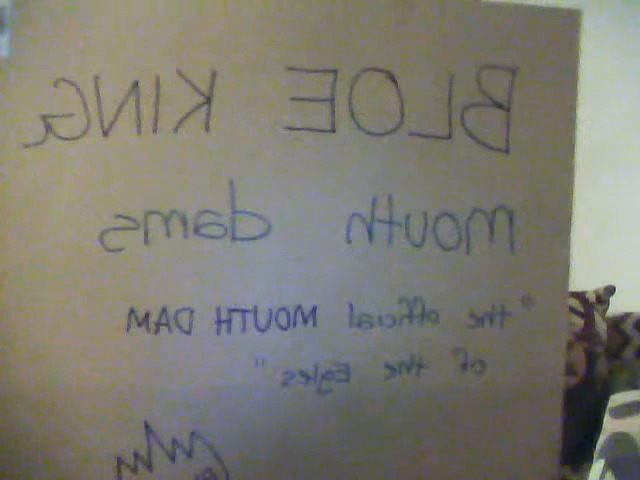 BLOE KING
mouth dams
"the official MOUTH DAM
of the Egles"